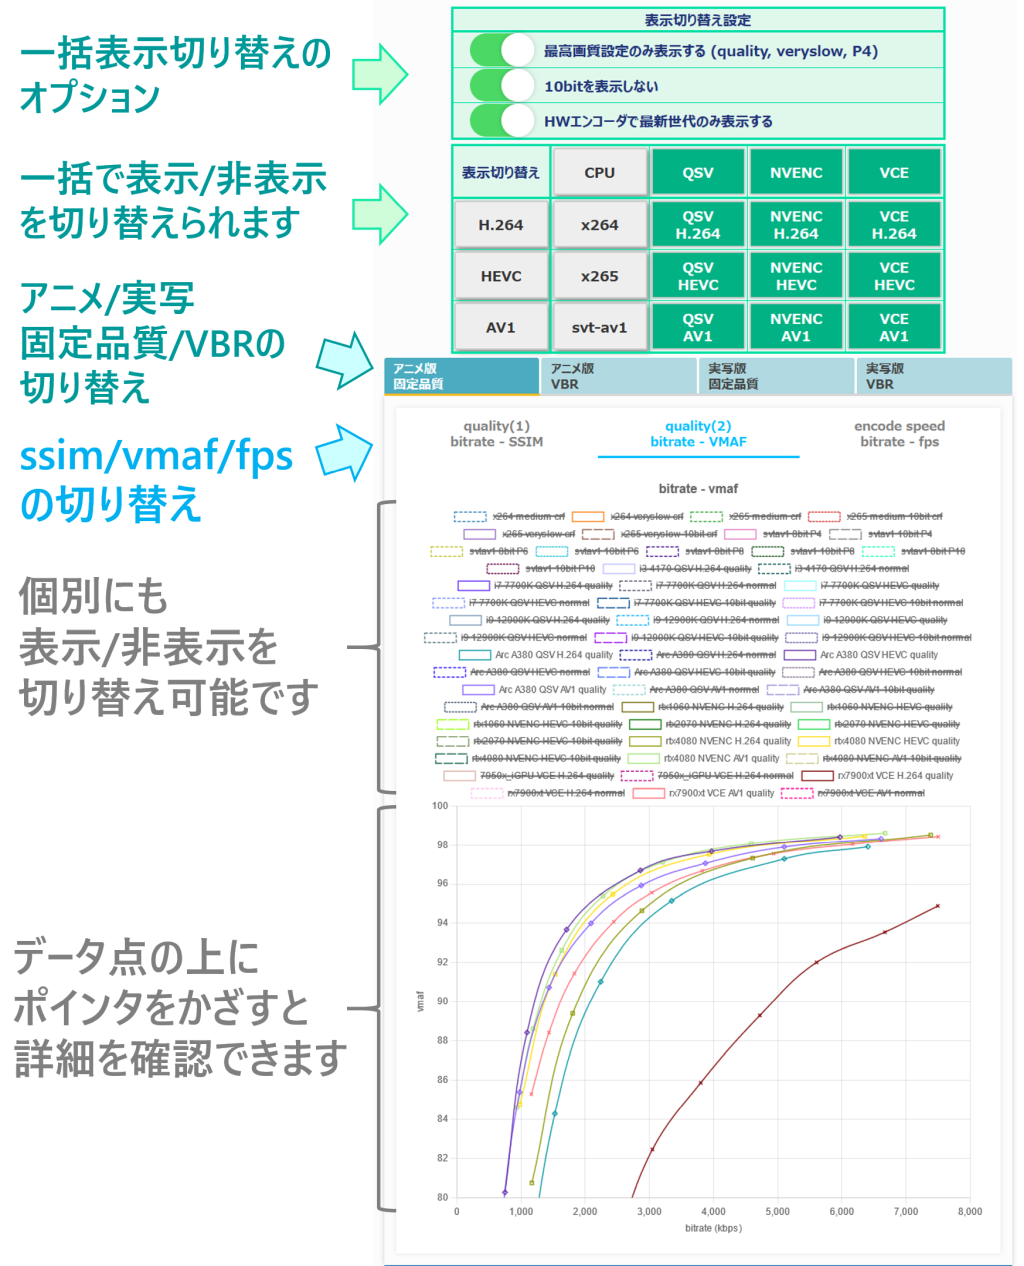 一括表示切り替えの
オプション
一括で表示/非表示
を切り替えられます
アニメ/実写
固定品質/VBRの
切り替え
ssim/vmaf/fps
の切り替え
個別にも
表示/非表示を
切り替え可能です
データ点の上に
ポインタをかざすと
詳細を確認できます
表示切り替え設定
最高画質設定のみ表示する (quality, veryslow, P4)
10bitを表示しない
HWエンコーダで最新世代のみ表示する
表示切り替え CPU QSV NVENC VCE
H.264 x264 QSV H.264 NVENC H.264 VCE H.264
HEVC x265 QSV HEVC NVENC HEVC VCE HEVC
AV1 svt-av1 QSV AV1 NVENC AV1 VCE AV1
アニメ版 固定品質
アニメ版 VBR
実写版 固定品質
実写版 VBR
quality(1)
bitrate - SSIM
quality(2)
bitrate - VMAF
encode speed
bitrate - fps
bitrate - vmaf
x264 medium crf x264 veryslow crf x265 medium crf x265 medium 10bit crf
x265 veryslow crf x265 veryslow 10bit crf svtav1 8bit P4 svtav1 P4
svtav1 8bit P6 svtav1 10bit P6 svtav1 8bit P8 svtav1 10bit P8 svtav1 8bit P10
svtav1 10bit P10 i3-4170 QSV H.264 quality i3-4170 QSV H.264 normal
i7-7700K QSV H.264 quality i7-7700K QSV H.264 normal i7-7700K QSV HEVC quality
i7-7700K QSV HEVC normal i7-7700K QSV HEVC 10bit quality i7-7700K QSV HEVC 10bit normal
i9-12900K QSV H.264 quality i9-12900K QSV H.264 normal i9-12900K QSV HEVC quality
i9-12900K QSV HEVC normal i9-12900K QSV HEVC 10bit quality i9-12900K QSV HEVC 10bit normal
Arc A380 QSV H.264 quality Arc A380 QSV H.264 normal Arc A380 QSV HEVC quality
Arc A380 QSV HEVC normal Arc A380 QSV HEVC 10bit quality Arc A380 QSV HEVC 10bit normal
Arc A380 QSV AV1 quality Arc A380 QSV AV1 normal Arc A380 QSV AV1 10bit quality
Arc A380 QSV AV1 10bit normal rtx1060 NVENC H.264 quality rtx1060 NVENC HEVC quality
rtx1060 NVENC HEVC 10bit quality rtx2070 NVENC H.264 quality rtx2070 NVENC HEVC quality
rtx2070 NVENC HEVC 10bit quality rtx4080 NVENC H.264 quality rtx4080 NVENC HEVC quality
rtx4080 NVENC HEVC 10bit quality rtx4080 NVENC AV1 quality rtx4080 NVENC AV1 10bit quality
7950x_iGPU VCE H.264 quality 7950x_iGPU VCE H.264 normal rx7900xt VCE H.264 quality
rx7900xt VCE H.264 normal rx7900xt VCE AV1 quality rx7900xt VCE AV1 normal
100
98
96
94
92
90
88
86
84
82
80
vmaf
0 1,000 2,000 3,000 4,000 5,000 6,000 7,000 8,000
bitrate (kbps)